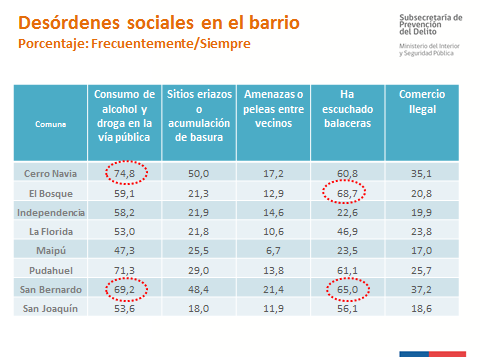 Desórdenes sociales en el barrio
Porcentaje: Frecuentemente/Siempre
Subsecretaría de
Prevención
del Delito
Ministerio del Interior
y Seguridad Pública
Comuna | Consumo de alcohol y droga en la vía pública | Sitios eriazos o acumulación de basura | Amenazas o peleas entre vecinos | Ha escuchado balaceras | Comercio Ilegal
Cerro Navia 74,8 50,0 17,2 60,8 35,1
El Bosque 59,1 21,3 12,9 68,7 20,8
Independencia 58,2 21,9 14,6 22,6 19,9
La Florida 53,0 21,8 10,6 46,9 23,8
Maipú 47,3 25,5 6,7 23,5 17,0
Pudahuel 71,3 29,0 13,8 61,1 25,7
San Bernardo 69,2 48,4 21,4 65,0 37,2
San Joaquín 53,6 18,0 11,9 56,1 18,6